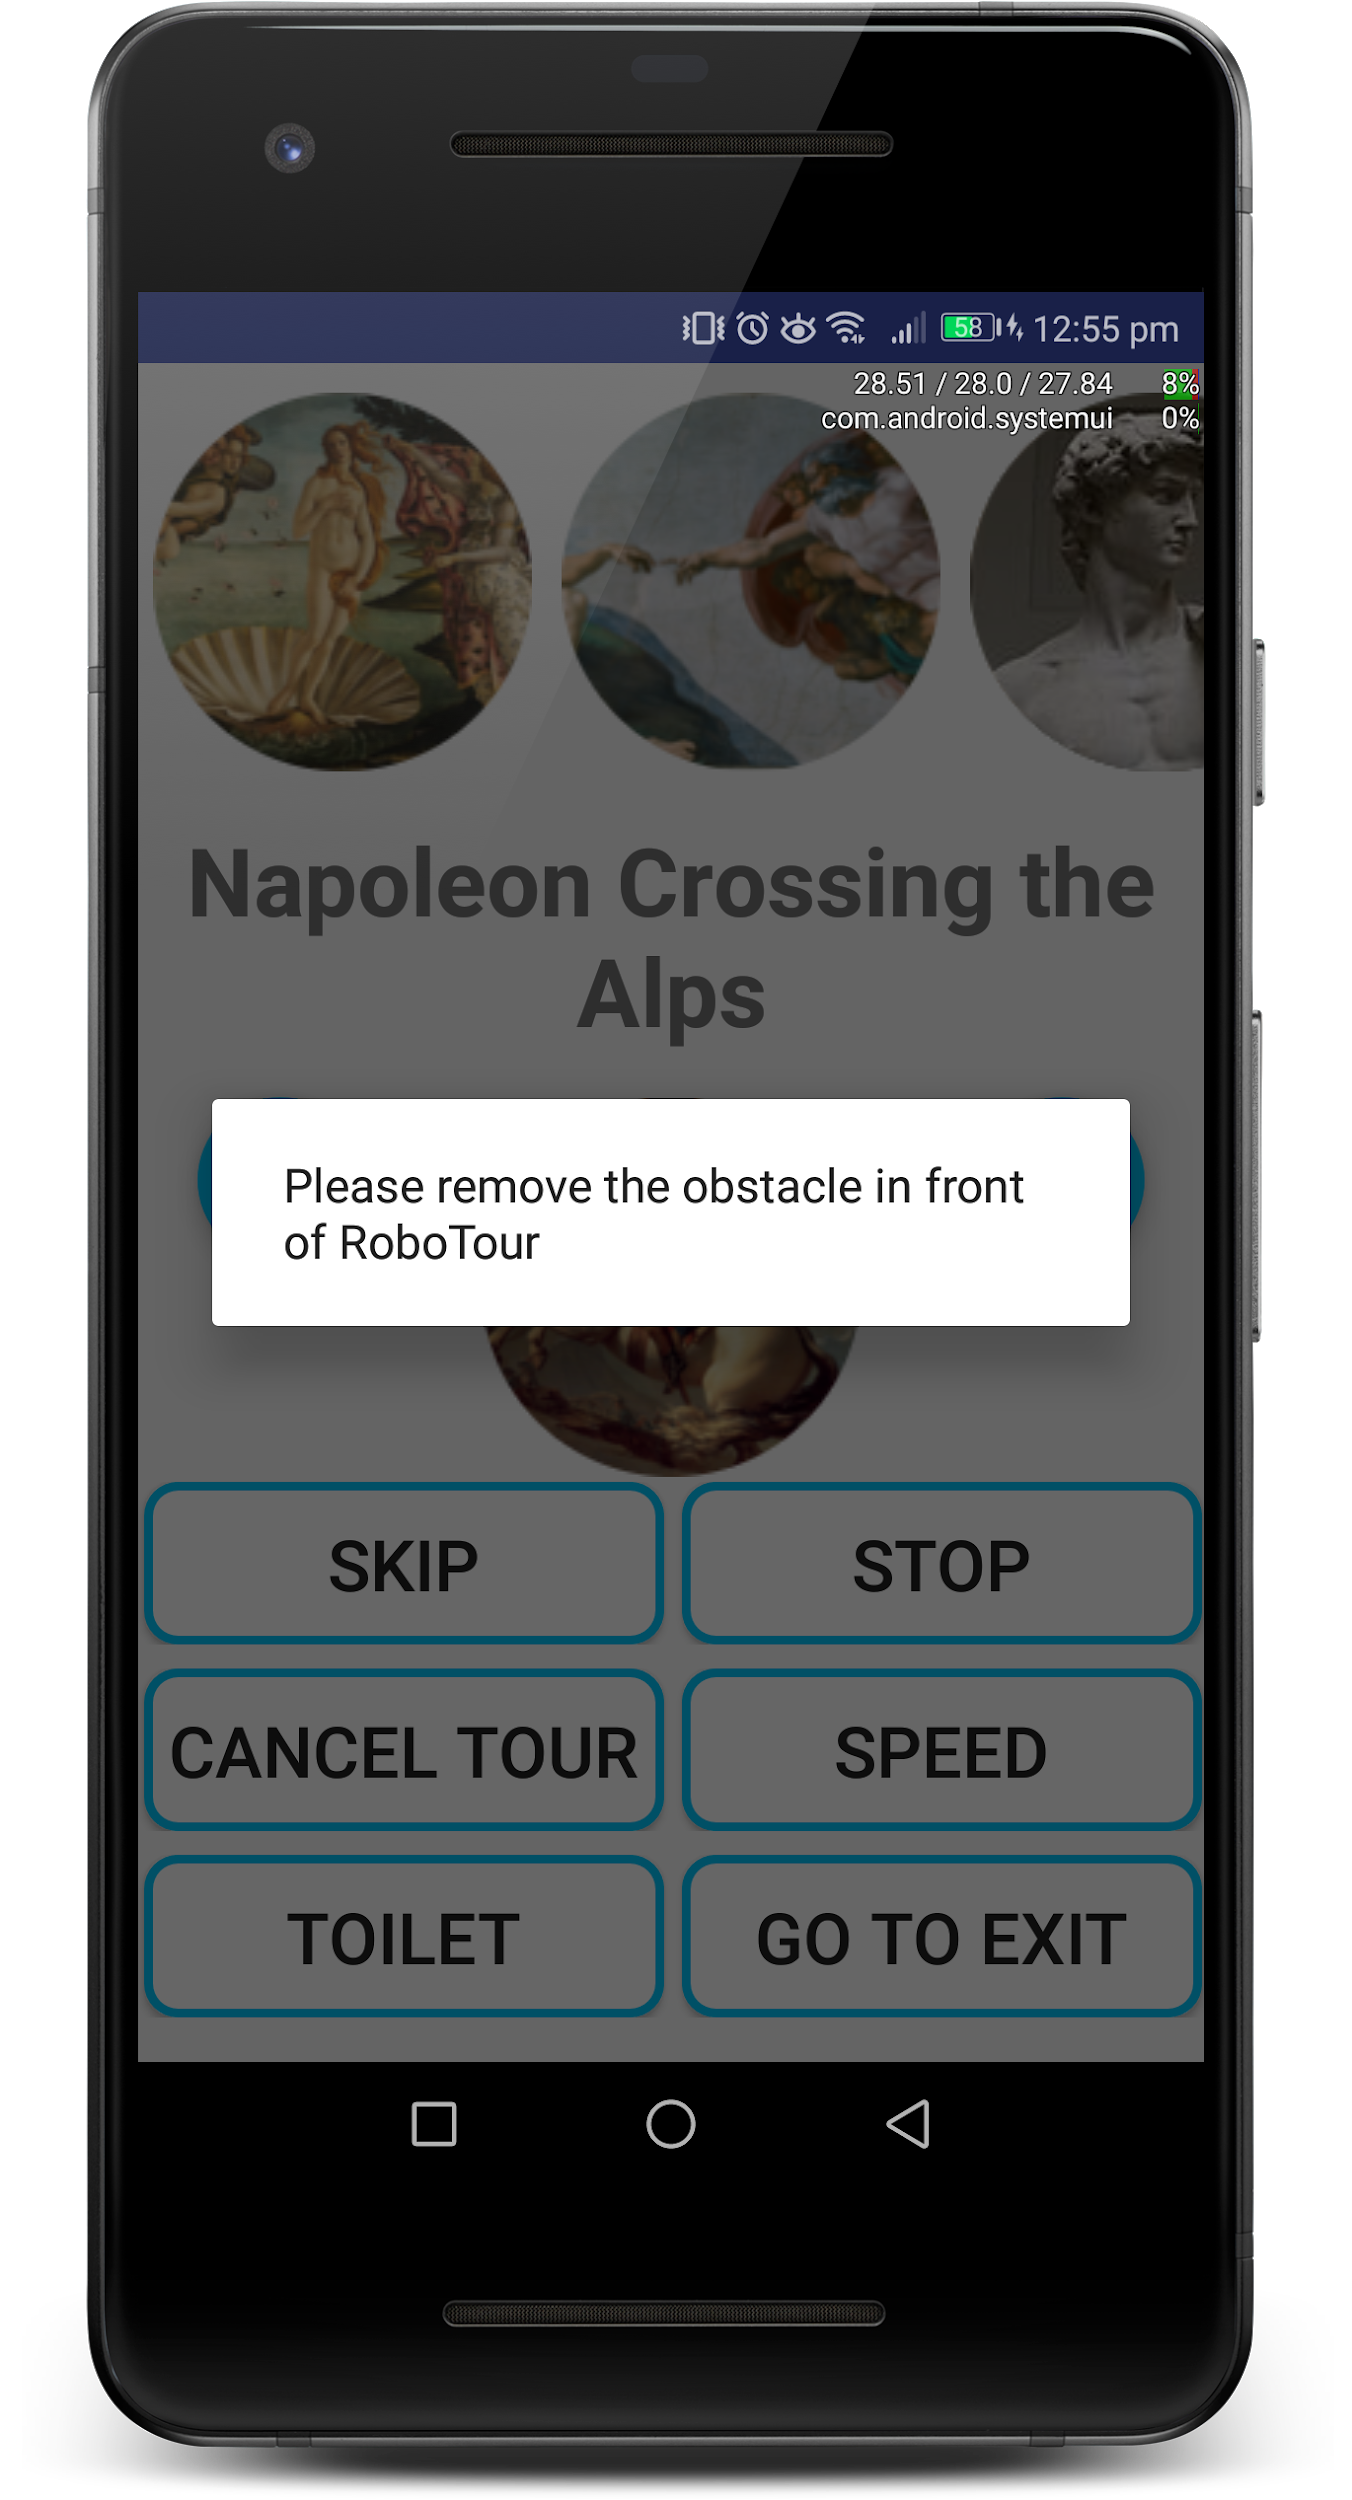 58 12:55 pm
28.51 / 28.0 / 27.84 8%
com.android.systemui 0%
Napoleon Crossing the
Alps
Please remove the obstacle in front
of RoboTour
SKIP STOP
CANCEL TOUR SPEED
TOILET GO TO EXIT